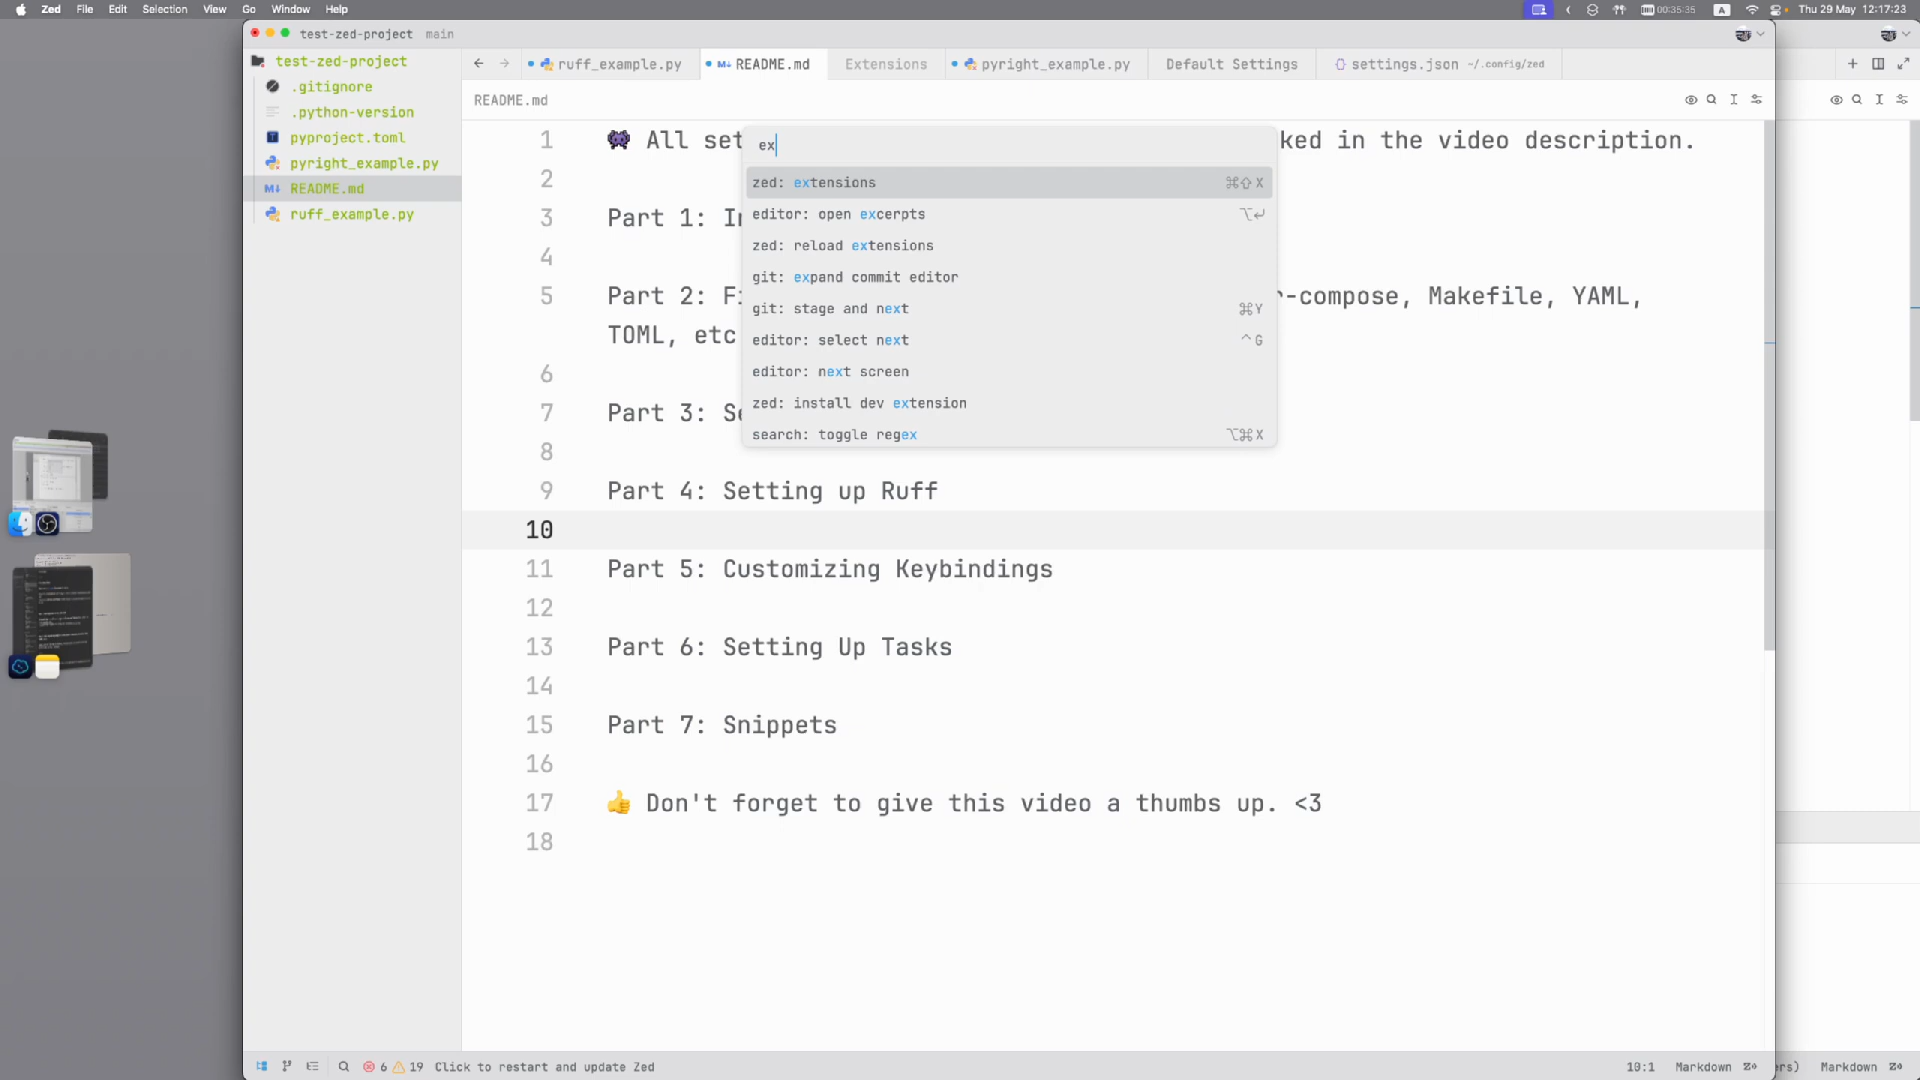 Zed File Edit Selection View Go Window Help
00:35:35 A Thu 29 May 12:17:23
test-zed-project main
test-zed-project
.gitignore
.python-version
pyproject.toml
pyright_example.py
README.md
ruff_example.py
ruff_example.py README.md Extensions pyright_example.py Default Settings settings.json ~/.config/zed
README.md
ex
zed: extensions ⌘⇧X
editor: open excerpts ⌥↩
zed: reload extensions
git: expand commit editor
git: stage and next ⌘Y
editor: select next ^G
editor: next screen
zed: install dev extension
search: toggle regex ⌥⌘X
1 👾 All set ked in the video description.
2
3 Part 1: In
4
5 Part 2: Fi r-compose, Makefile, YAML,
TOML, etc
6
7 Part 3: Se
8
9 Part 4: Setting up Ruff
10
11 Part 5: Customizing Keybindings
12
13 Part 6: Setting Up Tasks
14
15 Part 7: Snippets
16
17 👍 Don't forget to give this video a thumbs up. <3
18
6 19 Click to restart and update Zed
10:1 Markdown rs) Markdown